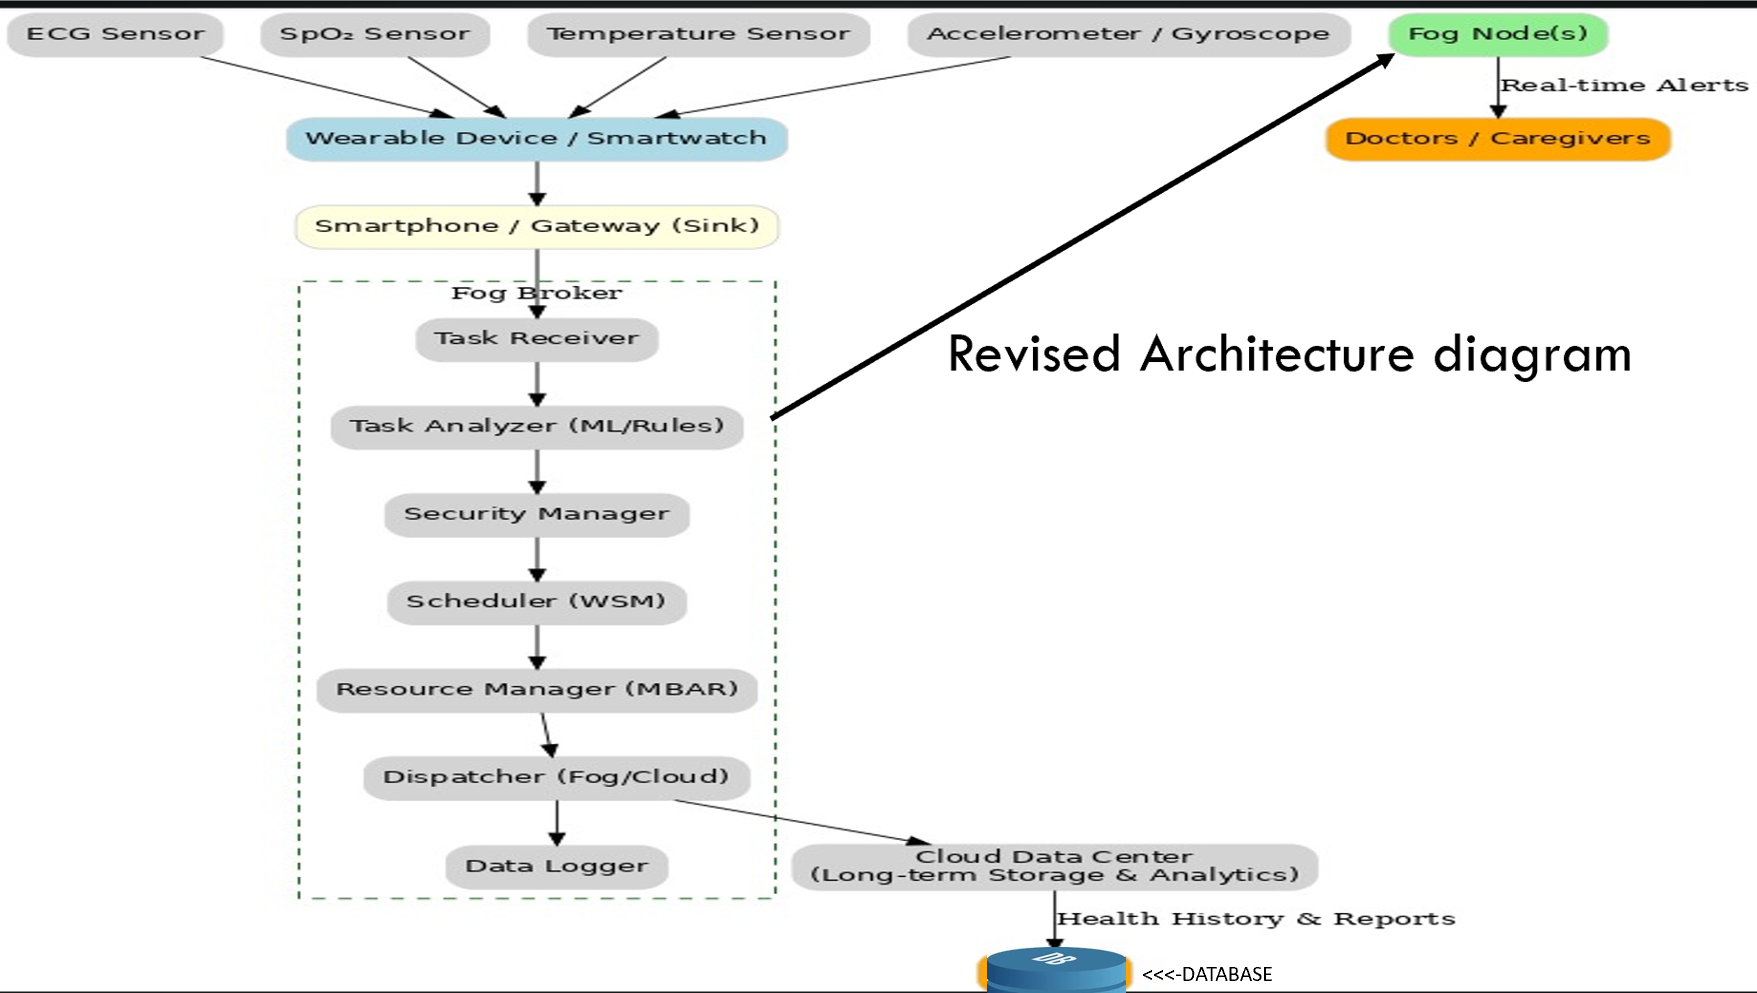 ECG Sensor
SpO₂ Sensor
Temperature Sensor
Accelerometer / Gyroscope
Fog Node(s)
Real-time Alerts
Wearable Device / Smartwatch
Doctors / Caregivers
Smartphone / Gateway (Sink)
Fog Broker
Task Receiver
Revised Architecture diagram
Task Analyzer (ML/Rules)
Security Manager
Scheduler (WSM)
Resource Manager (MBAR)
Dispatcher (Fog/Cloud)
Data Logger
Cloud Data Center
(Long-term Storage & Analytics)
Health History & Reports
DB
<<<-DATABASE